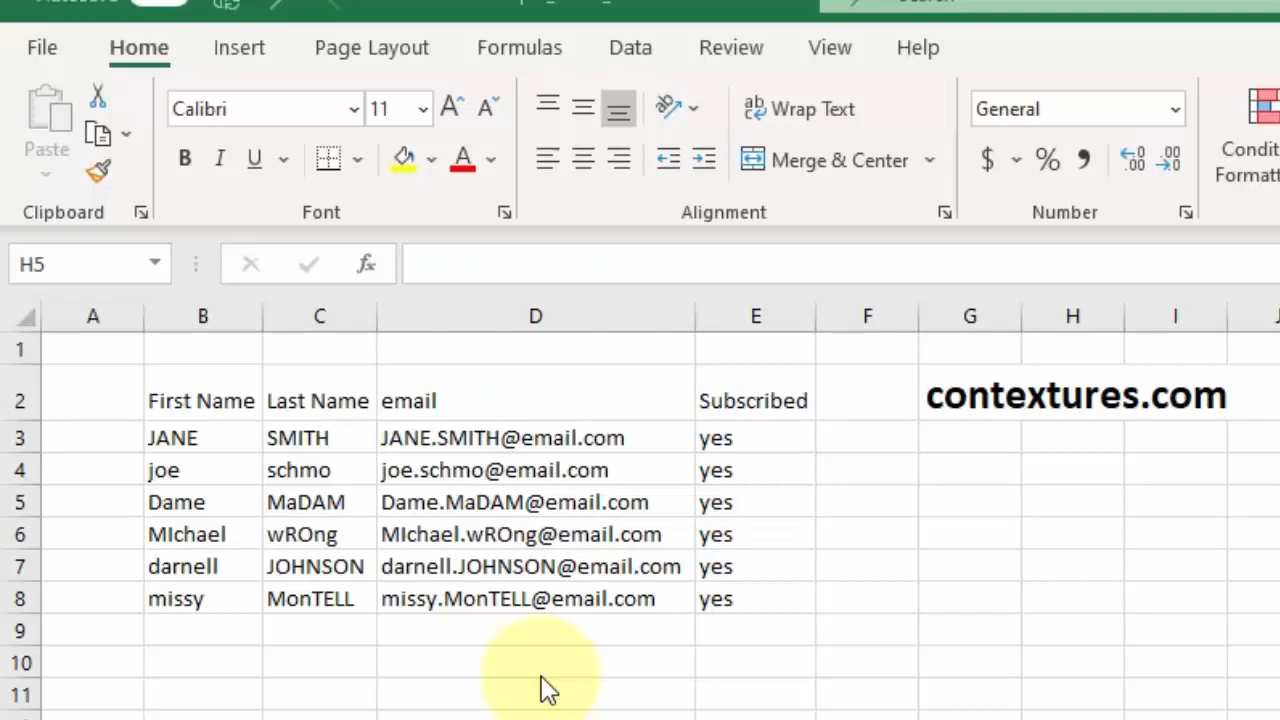 File Home Insert Page Layout Formulas Data Review View Help
Calibri 11 A A ab Wrap Text General
Paste B I U A Merge & Center $ % Condit
Formatt
Clipboard Font Alignment Number
H5 fx
A B C D E F G H I J
1
2 First Name Last Name email Subscribed contextures.com
3 JANE SMITH JANE.SMITH@email.com yes
4 joe schmo joe.schmo@email.com yes
5 Dame MaDAM Dame.MaDAM@email.com yes
6 MIchael wROng MIchael.wROng@email.com yes
7 darnell JOHNSON darnell.JOHNSON@email.com yes
8 missy MonTELL missy.MonTELL@email.com yes
9
10
11